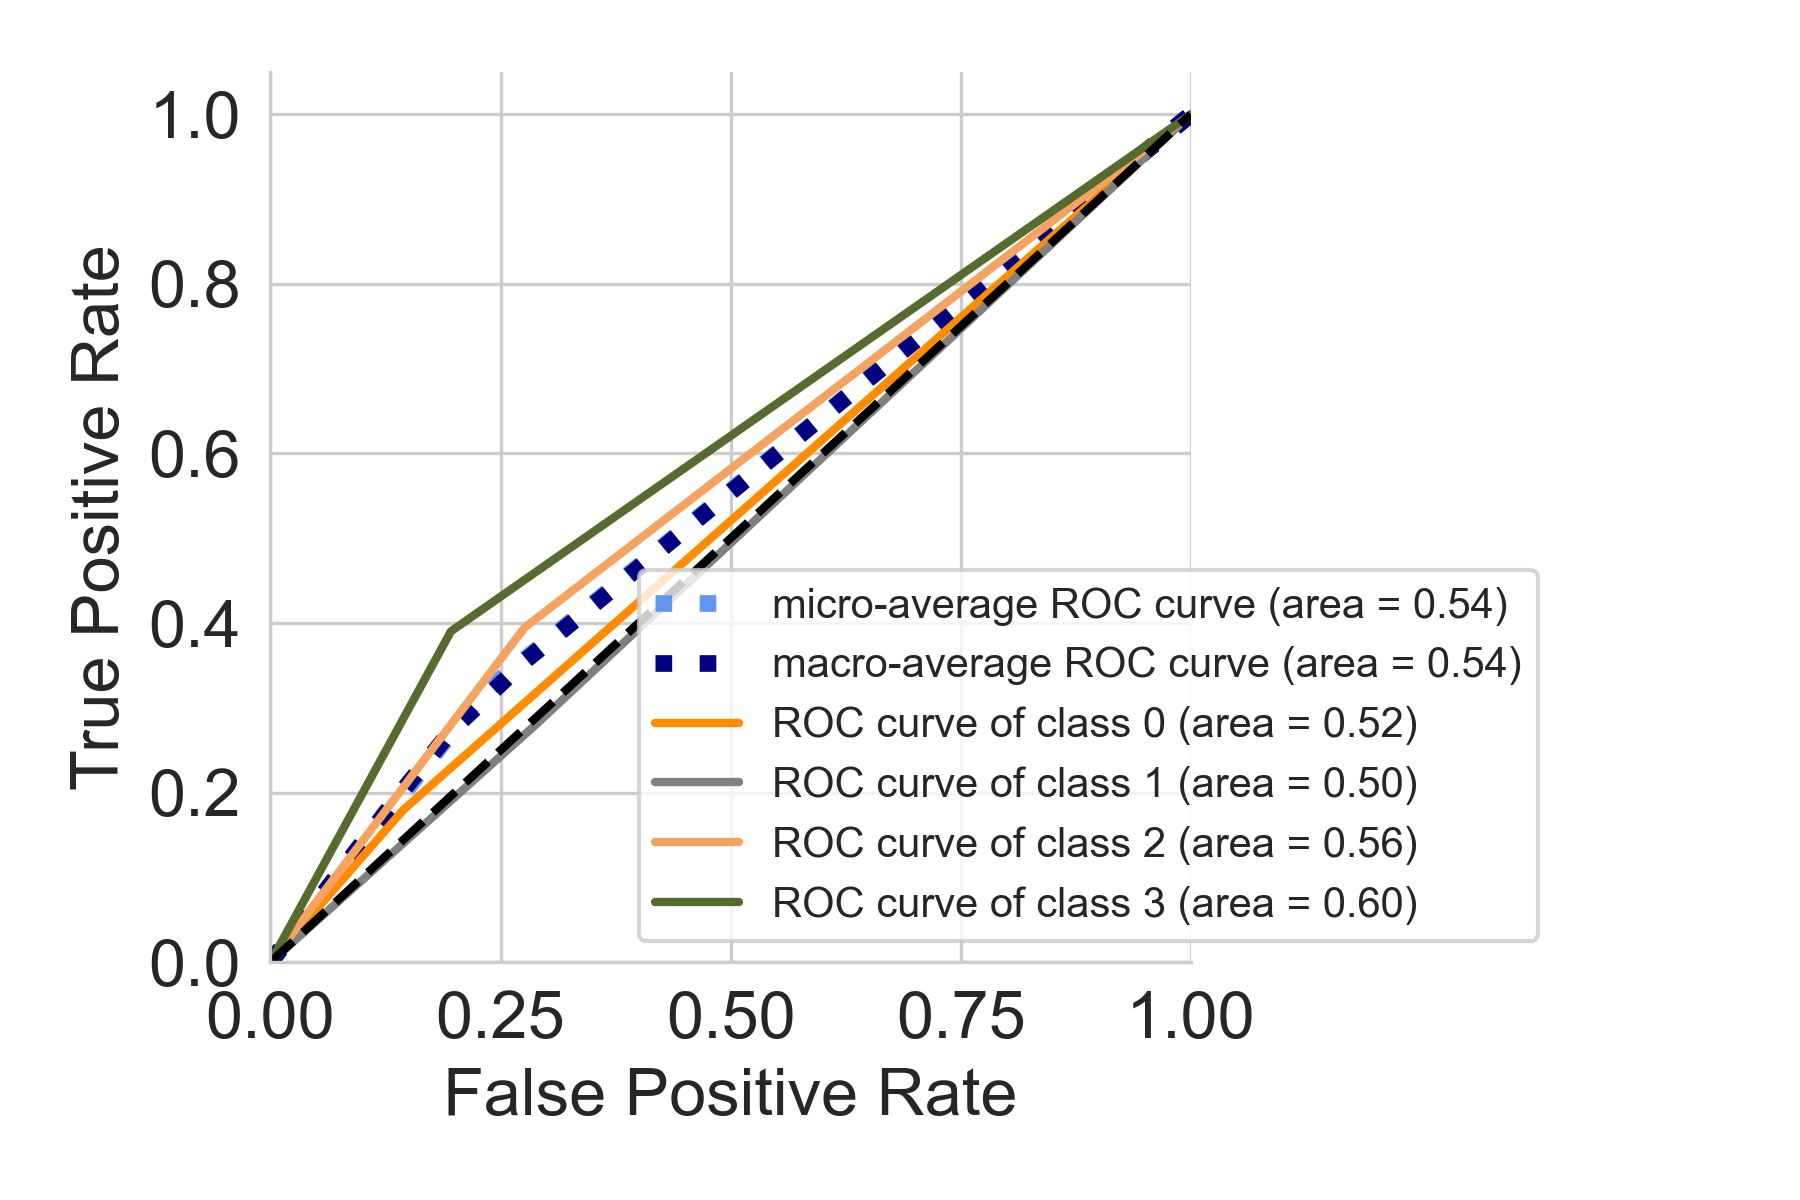 True Positive Rate
1.0
0.8
0.6
0.4
0.2
0.0
0.00 0.25 0.50 0.75 1.00
False Positive Rate
micro-average ROC curve (area = 0.54)
macro-average ROC curve (area = 0.54)
ROC curve of class 0 (area = 0.52)
ROC curve of class 1 (area = 0.50)
ROC curve of class 2 (area = 0.56)
ROC curve of class 3 (area = 0.60)